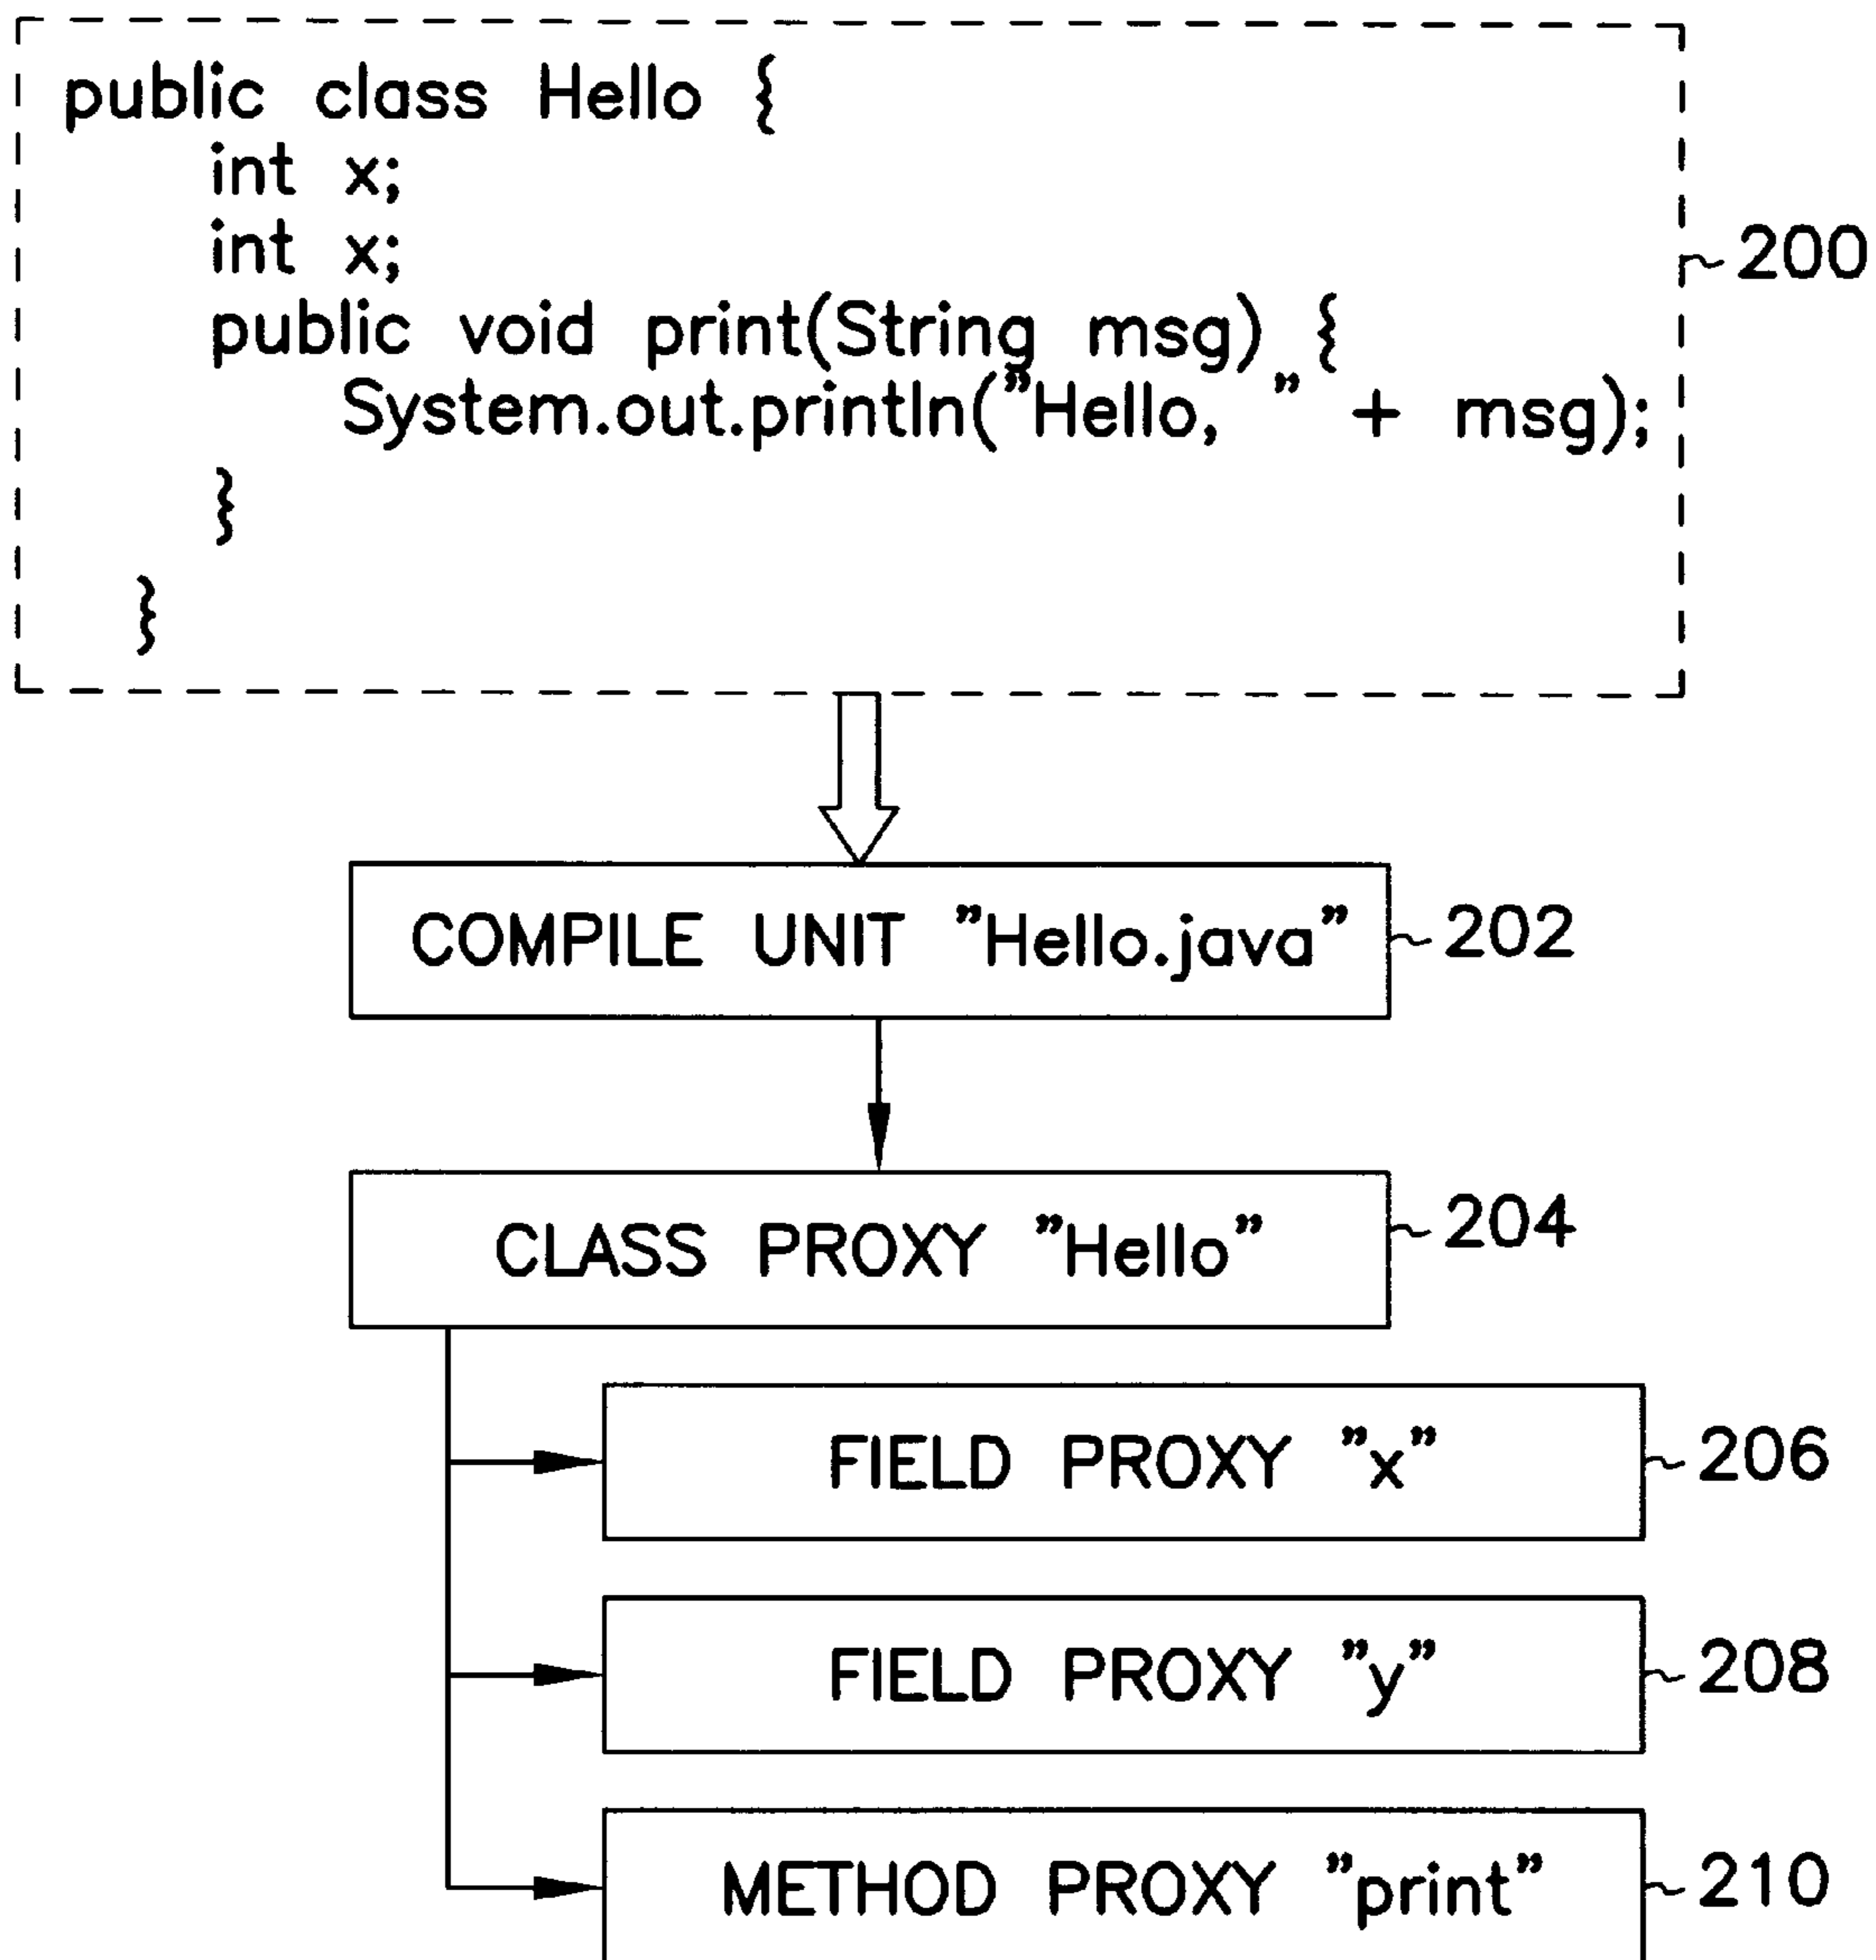 public class Hello {
int x;
int x;
public void print(String msg) {
System.out.println("Hello, " + msg);
}
}
200
COMPILE UNIT "Hello.java"
202
CLASS PROXY "Hello"
204
FIELD PROXY "x"
206
FIELD PROXY "y"
208
METHOD PROXY "print"
210